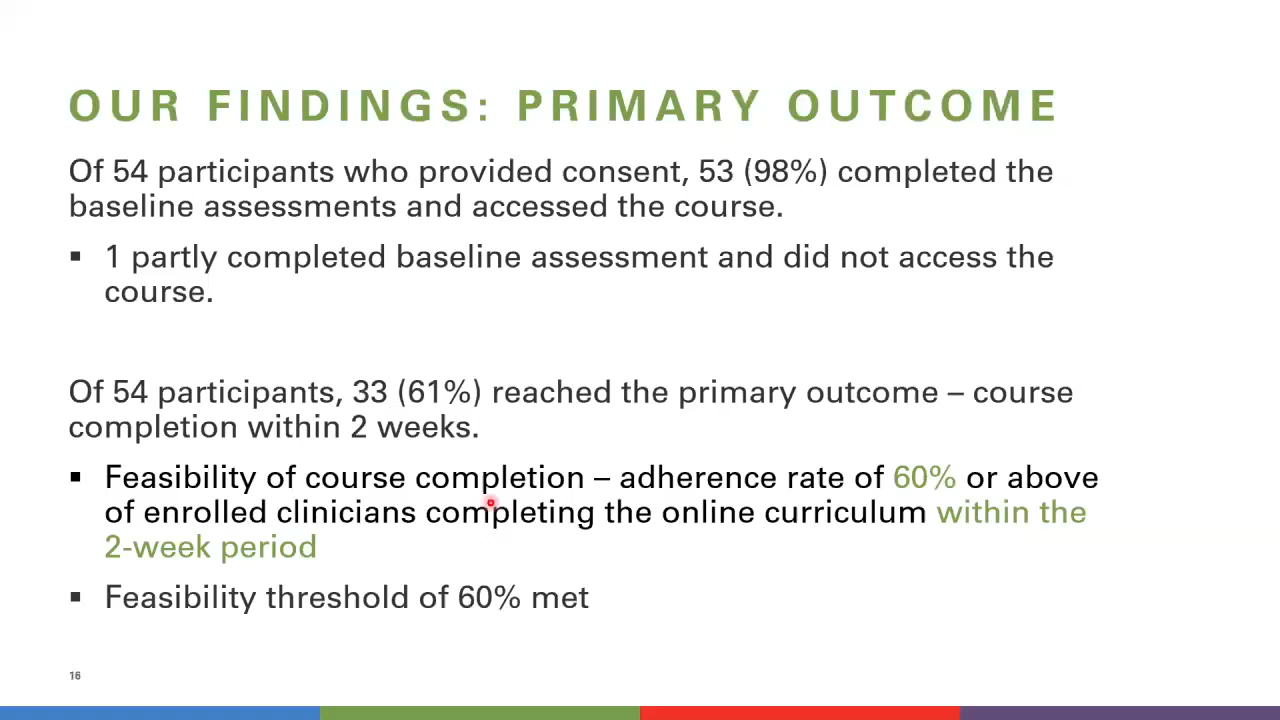 OUR FINDINGS: PRIMARY OUTCOME
Of 54 participants who provided consent, 53 (98%) completed the
baseline assessments and accessed the course.
▪ 1 partly completed baseline assessment and did not access the
course.
Of 54 participants, 33 (61%) reached the primary outcome – course
completion within 2 weeks.
▪ Feasibility of course completion – adherence rate of 60% or above
of enrolled clinicians completing the online curriculum within the
2-week period
▪ Feasibility threshold of 60% met
16